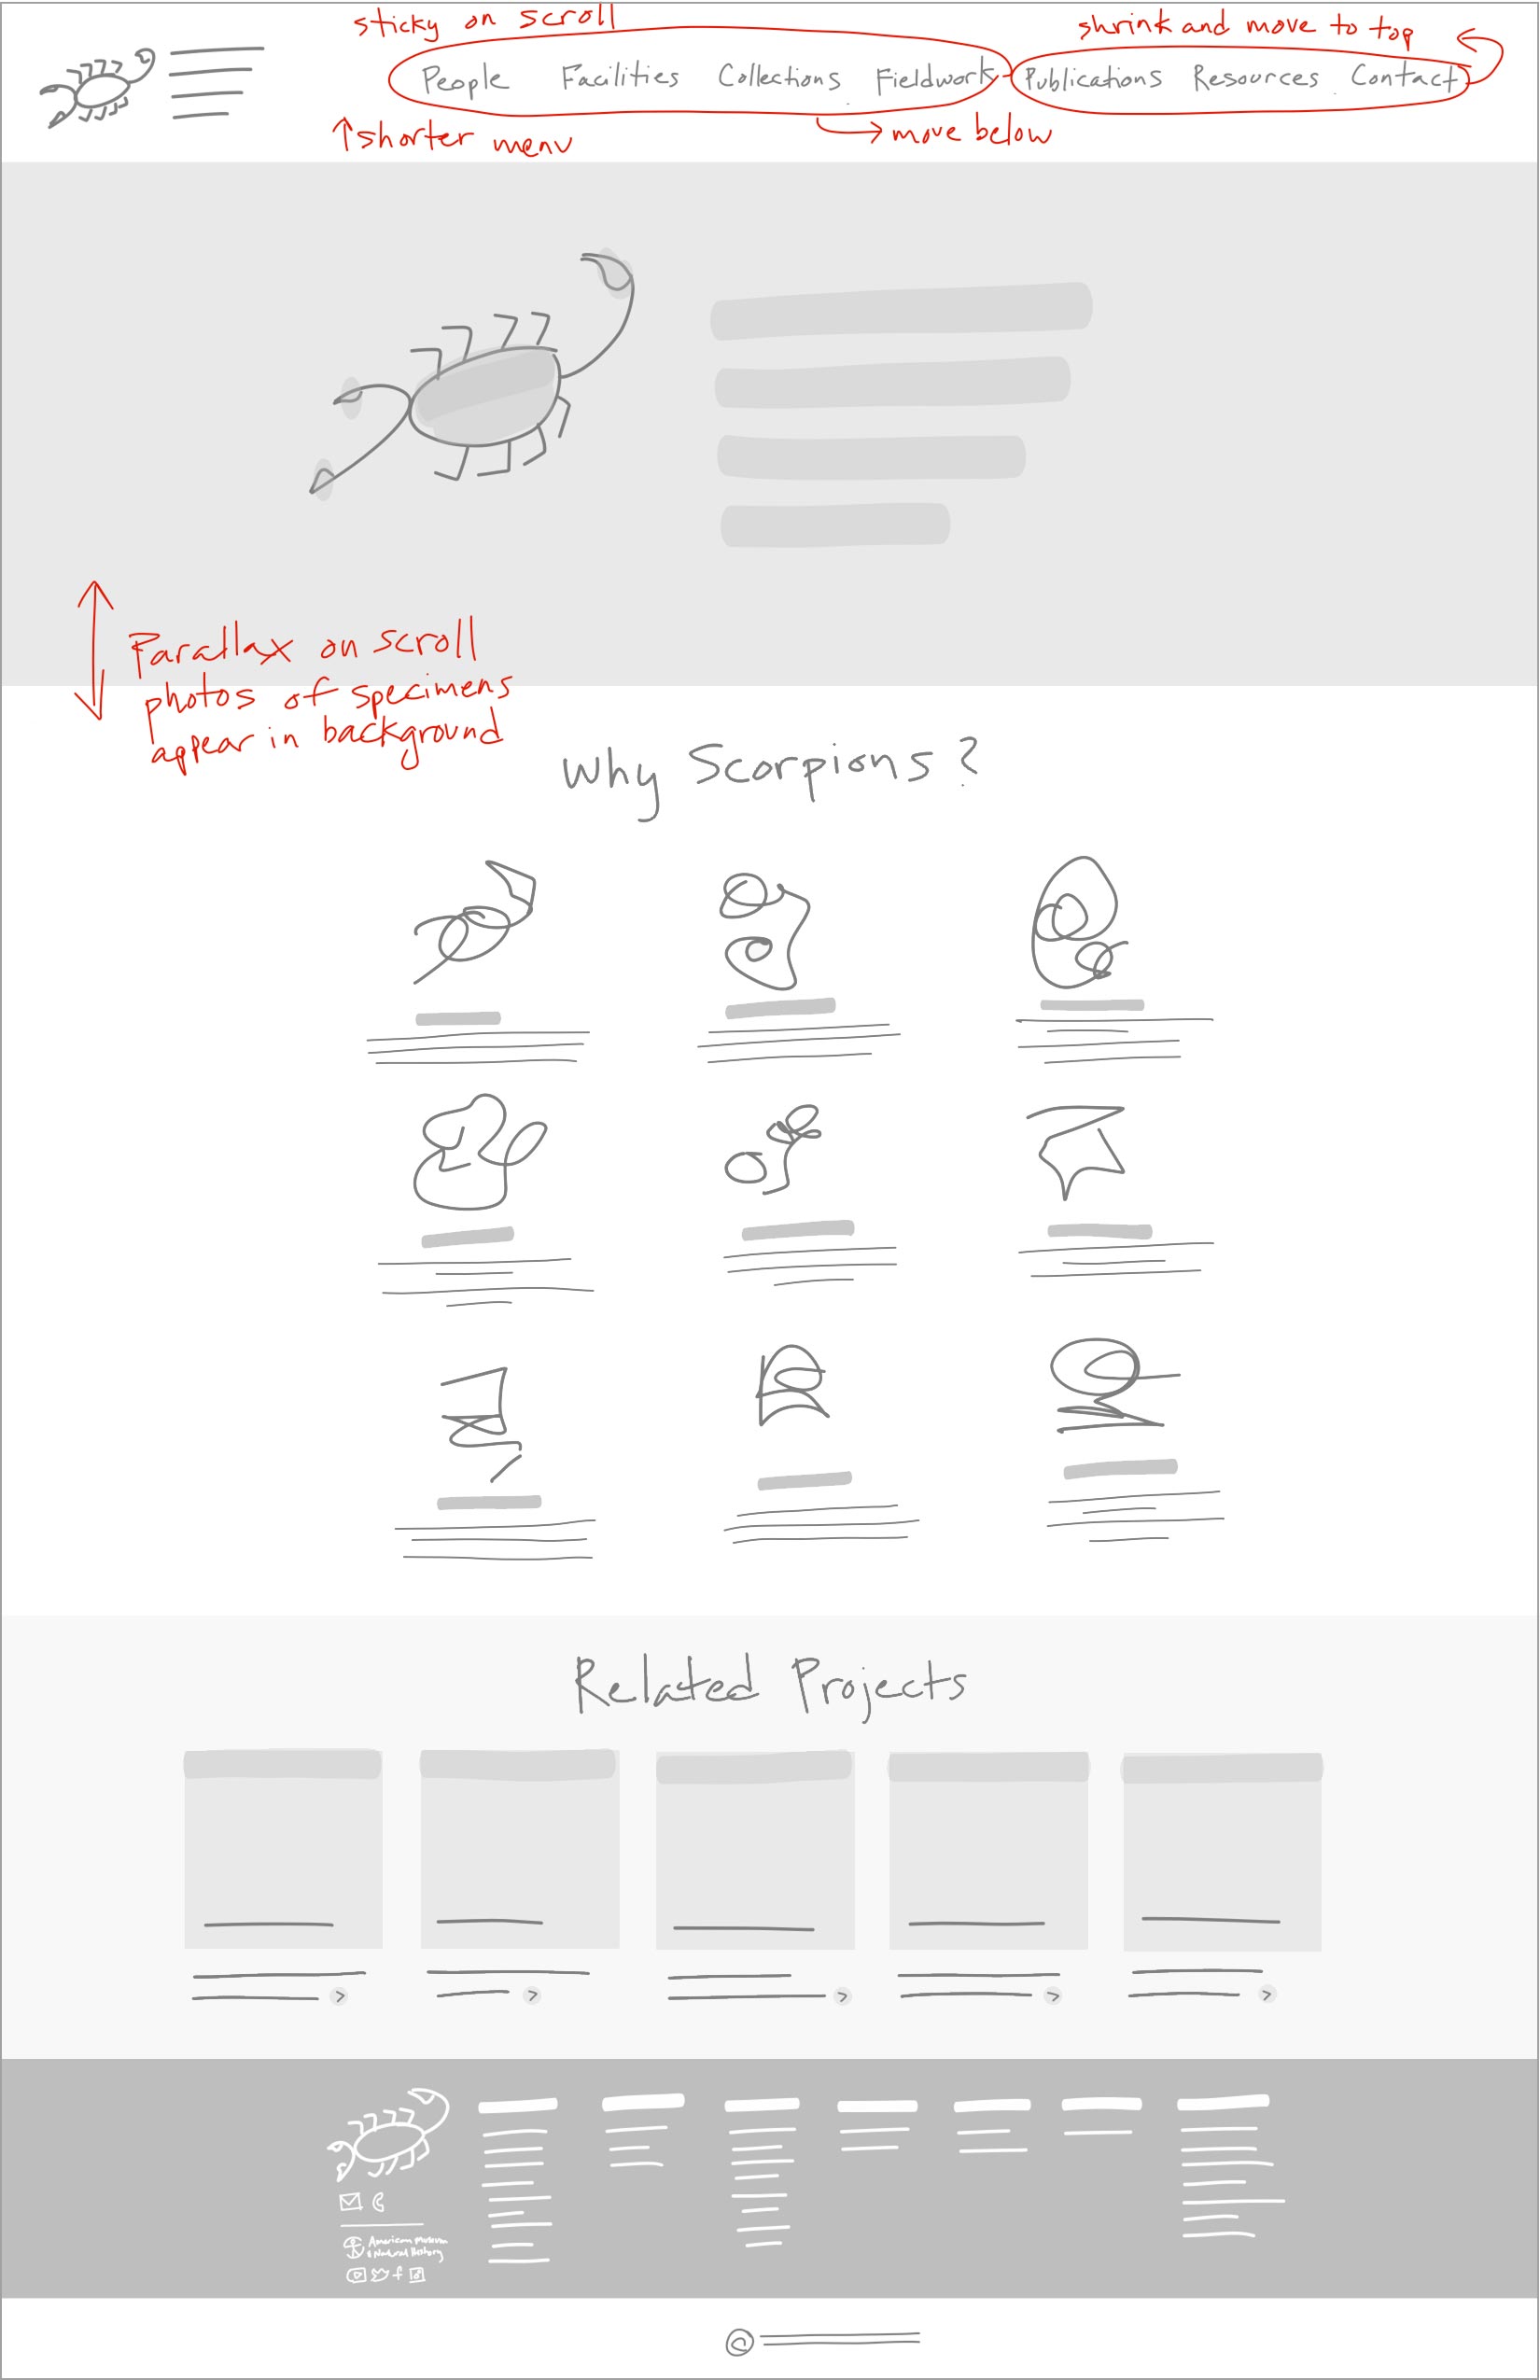 sticky on scroll
shrink and move to top
People Facilities Collections Fieldwork Publications Resources Contact
shorter menu
move below
Parallax on scroll
photos of specimens
appear in background
Why Scorpions?
Related Projects
American Museum
Natural History